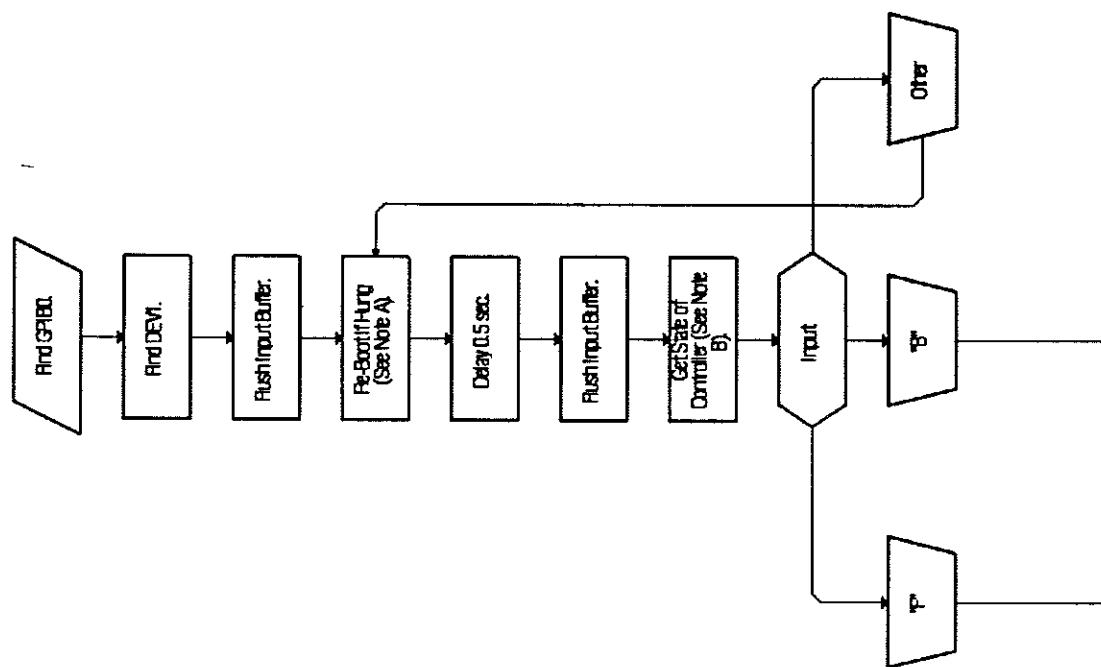 Find GPIB0.
Find DEV1.
Flush Input Buffer.
Re-Boot If Hung
(See Note A).
Delay 0.5 sec.
Flush Input Buffer.
Get State of
Controller (See Note
B).
Input
Other
"B"
"F"